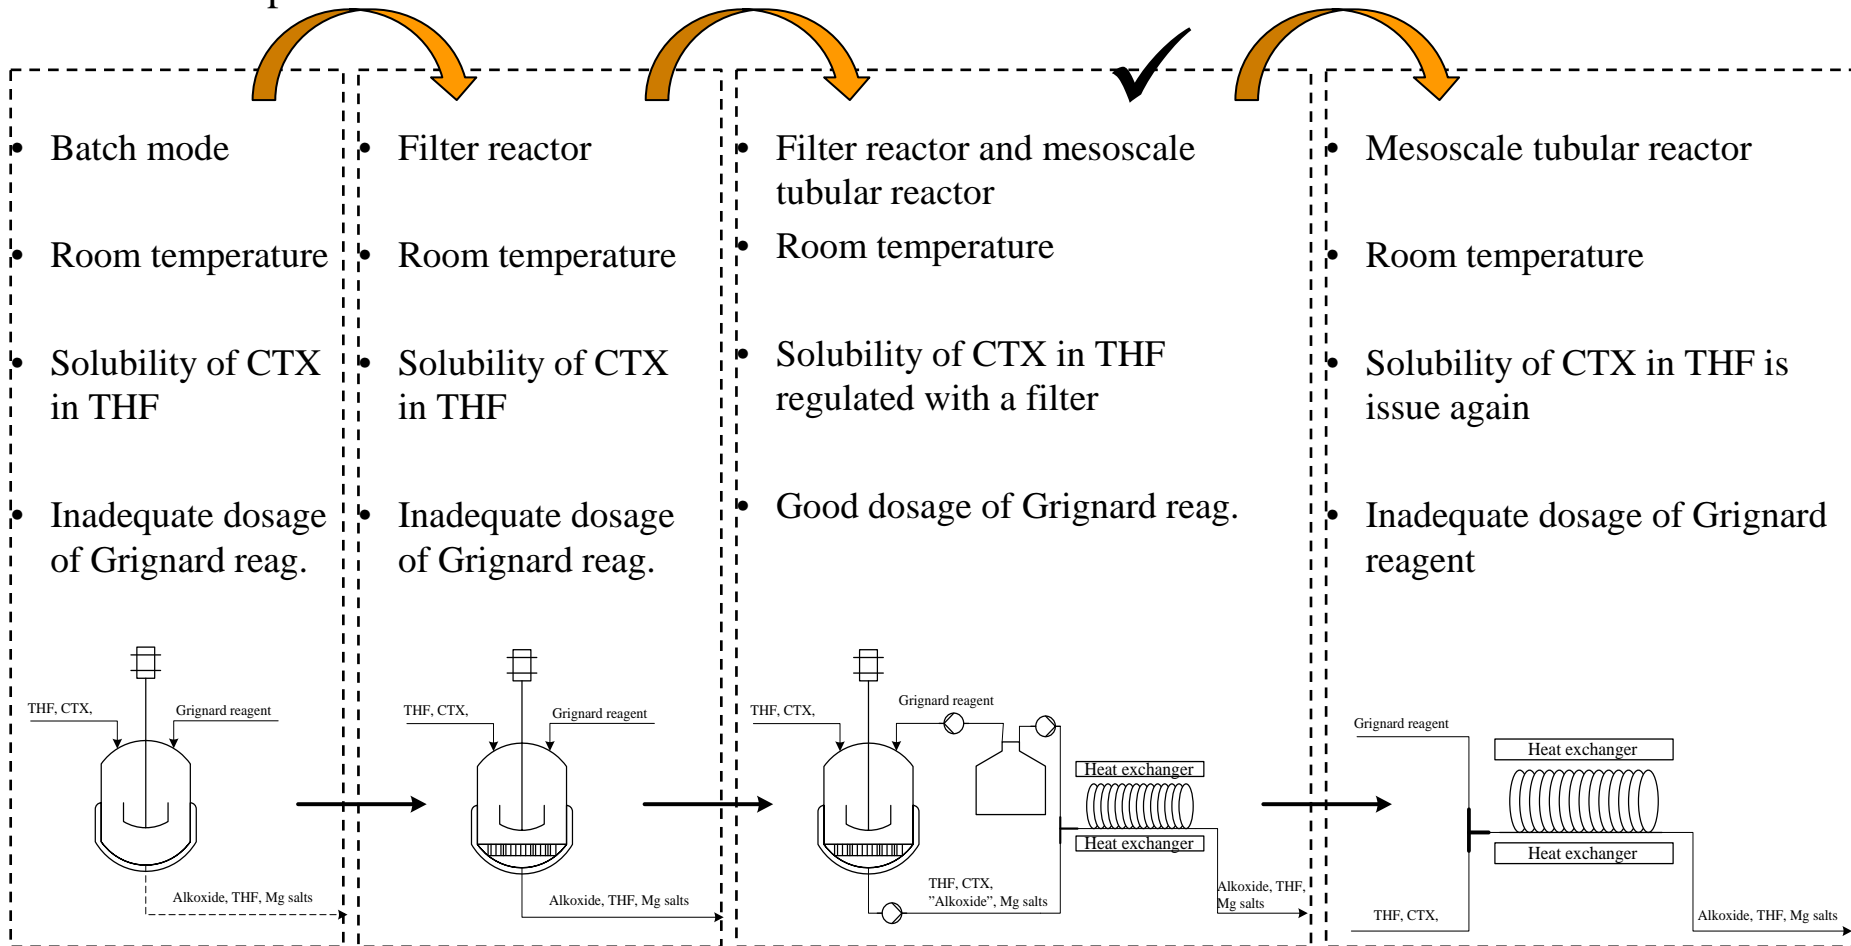 • Batch mode
• Room temperature
• Solubility of CTX
in THF
• Inadequate dosage
of Grignard reag.
THF, CTX,
Grignard reagent
Alkoxide, THF, Mg salts
• Filter reactor
• Room temperature
• Solubility of CTX
in THF
• Inadequate dosage
of Grignard reag.
THF, CTX,
Grignard reagent
Alkoxide, THF, Mg salts
• Filter reactor and mesoscale
tubular reactor
• Room temperature
• Solubility of CTX in THF
regulated with a filter
• Good dosage of Grignard reag.
THF, CTX,
Grignard reagent
Heat exchanger
Heat exchanger
THF, CTX,
”Alkoxide”, Mg salts
Alkoxide, THF,
Mg salts
• Mesoscale tubular reactor
• Room temperature
• Solubility of CTX in THF is
issue again
• Inadequate dosage of Grignard
reagent
Grignard reagent
Heat exchanger
Heat exchanger
THF, CTX,
Alkoxide, THF, Mg salts